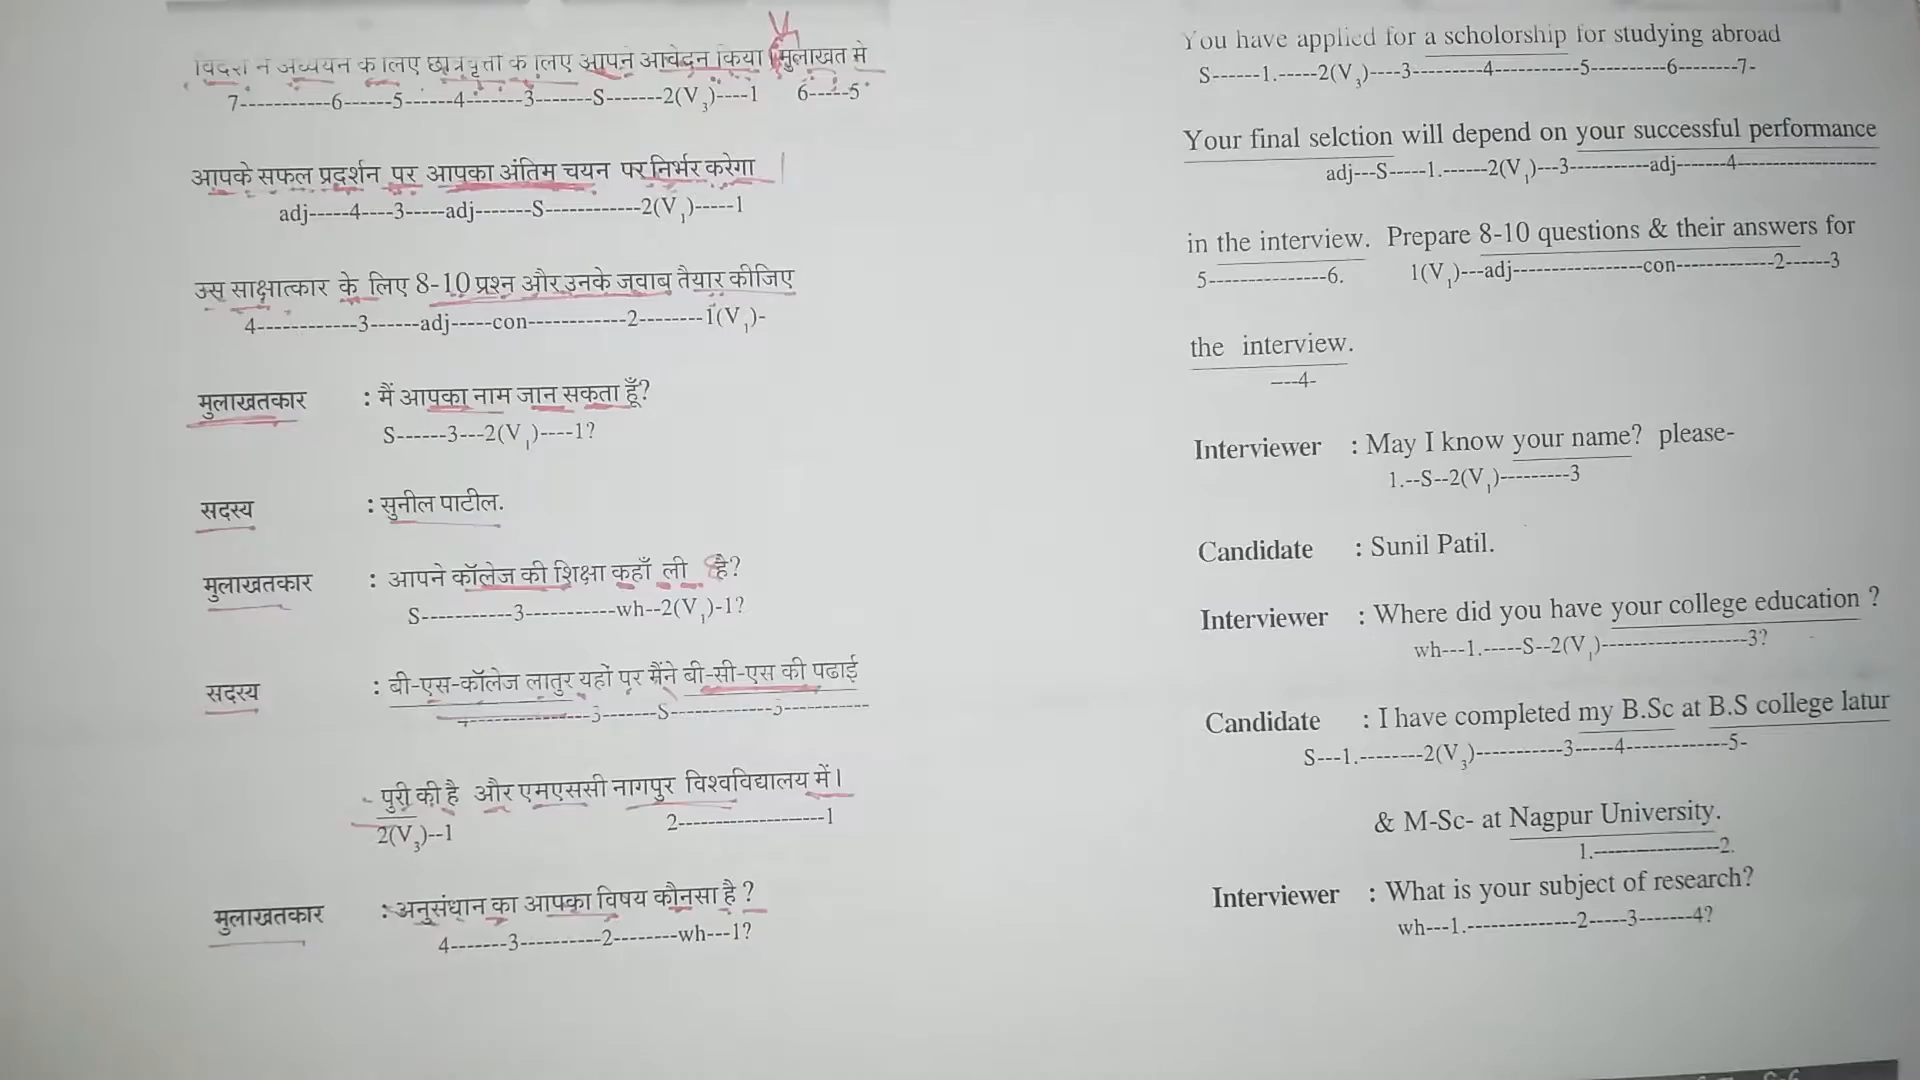 विदेश में अध्ययन के लिए छात्रवृत्ती के लिए आपने आवेदन किया । मुलाखत मे
7-----------6------5------4-------3-------S-------2(V3)----1 6-----5
आपके सफल प्रदर्शन पर आपका अंतिम चयन पर निर्भर करेगा
adj-----4----3-----adj-------S------------2(V1)-----1
उस साक्षात्कार के लिए 8-10 प्रश्न और उनके जवाब तैयार कीजिए
4------------3------adj-----con------------2--------1(V1)-
मुलाखतकार : मैं आपका नाम जान सकता हूँ?
S------3---2(V1)----1?
सदस्य : सुनील पाटील.
मुलाखतकार : आपने कॉलेज की शिक्षा कहाँ ली है?
S-----------3-----------wh--2(V1)-1?
सदस्य : बी-एस-कॉलेज लातुर यहाँ पर मैंने बी-सी-एस की पढाई
-----------------3-------S--------------3-----------
पुरी की है और एमएससी नागपुर विश्वविद्यालय में।
2(V3)--1 2--------------------1
मुलाखतकार : अनुसंधान का आपका विषय कौनसा है ?
4-------3----------2--------wh---1?
You have applied for a scholorship for studying abroad
S------1.-----2(V3)----3---------4-----------5----------6--------7-
Your final selction will depend on your successful performance
adj---S-----1.------2(V1)---3-----------adj-------4-------------------
in the interview. Prepare 8-10 questions & their answers for
5----------------6. 1(V1)---adj------------------con-------------2------3
the interview.
---4-
Interviewer : May I know your name? please-
1.--S--2(V1)---------3
Candidate : Sunil Patil.
Interviewer : Where did you have your college education ?
wh---1.-----S--2(V1)--------------------3?
Candidate : I have completed my B.Sc at B.S college latur
S---1.--------2(V3)-----------3-----4--------------5-
& M-Sc- at Nagpur University.
1.------------------2.
Interviewer : What is your subject of research?
wh---1.---------------2-----3-------4?